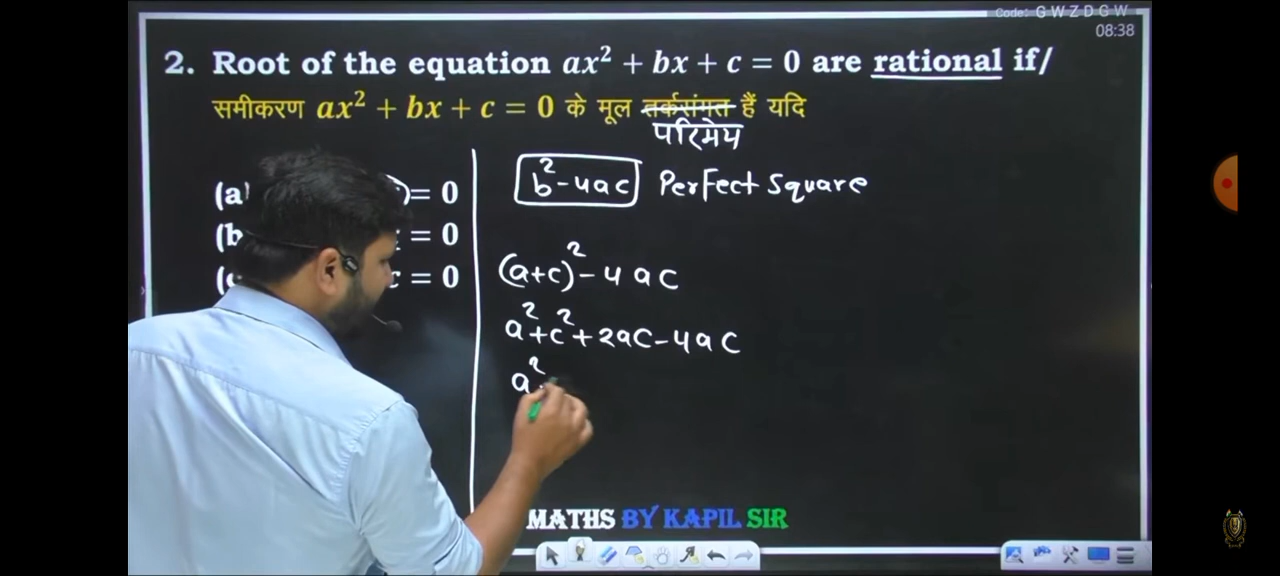 Code: G W Z D G W
08:38
2. Root of the equation ax² + bx + c = 0 are rational if/
समीकरण ax² + bx + c = 0 के मूल तर्कसंगत हैं यदि
परिमेय
b² - 4ac Perfect Square
(a) = 0
(b = 0
c = 0
(a+c)² - 4ac
a² + c² + 2ac - 4ac
a²
MATHS BY KAPIL SIR